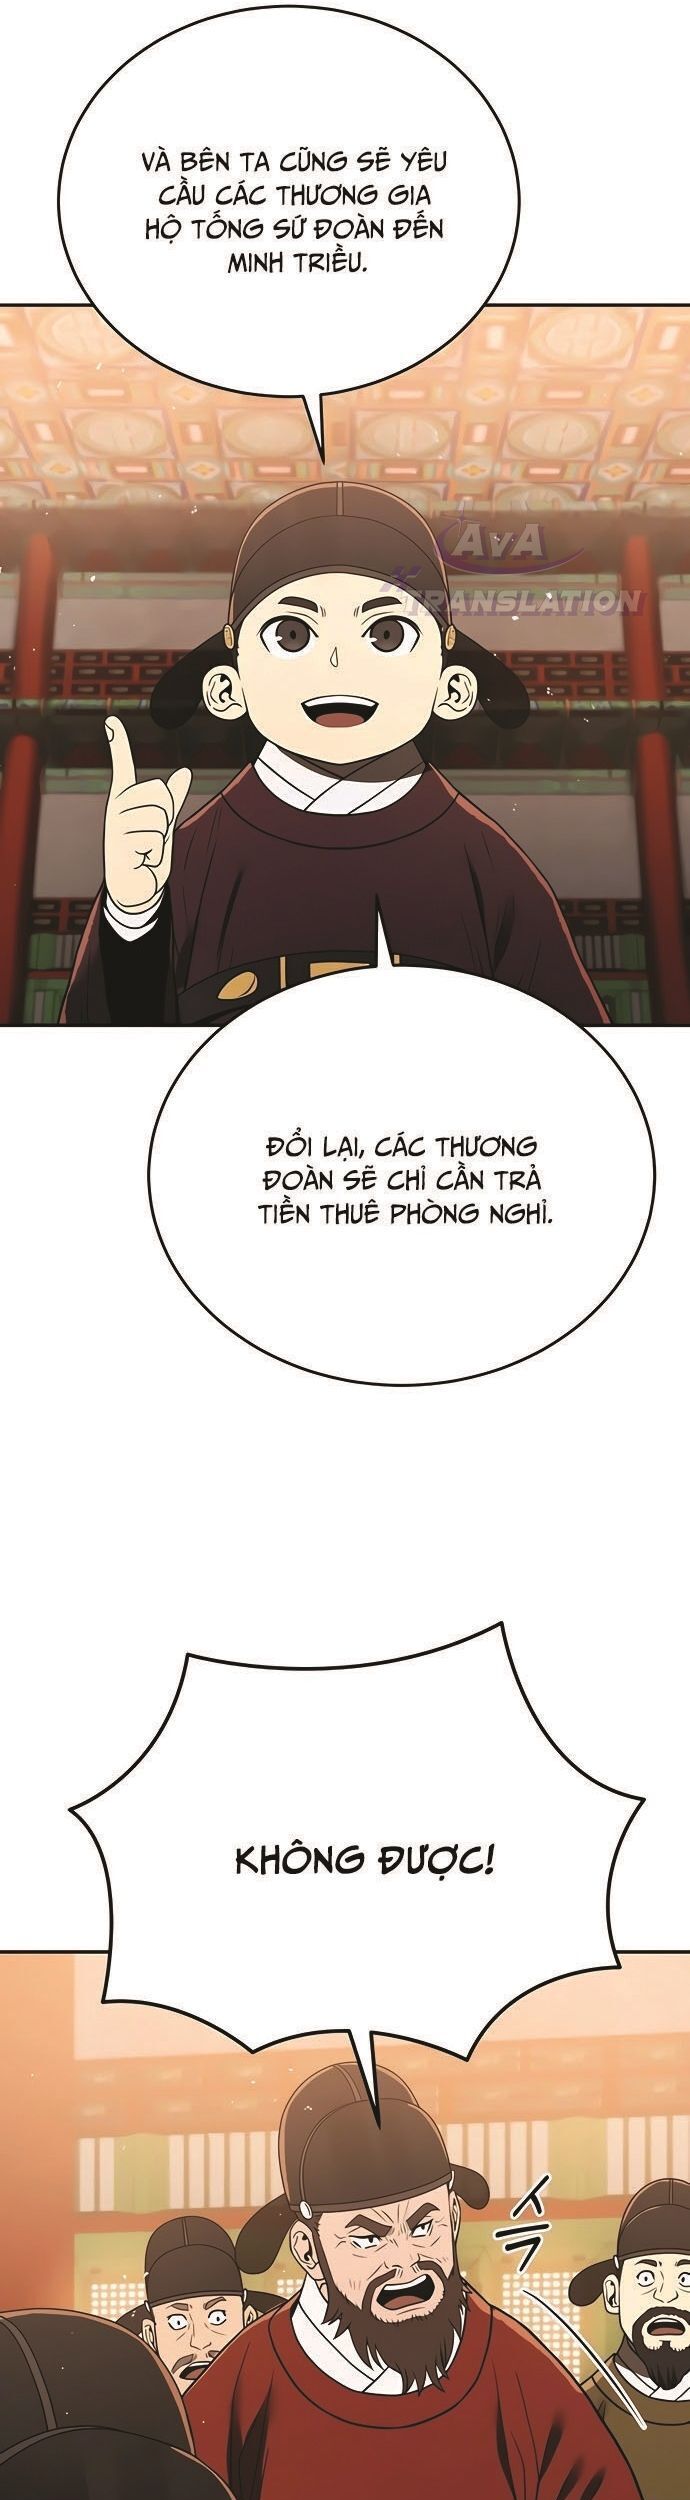 VÀ BÊN TA CŨNG SẼ YÊU
CẦU CÁC THƯƠNG GIA
HỘ TỐNG SỨ ĐOÀN ĐẾN
MINH TRIỀU.
AVA
TRANSLATION
ĐỔI LẠI, CÁC THƯƠNG
ĐOÀN SẼ CHỈ CẦN TRẢ
TIỀN THUÊ PHÒNG NGHỈ.
KHÔNG ĐƯỢC!